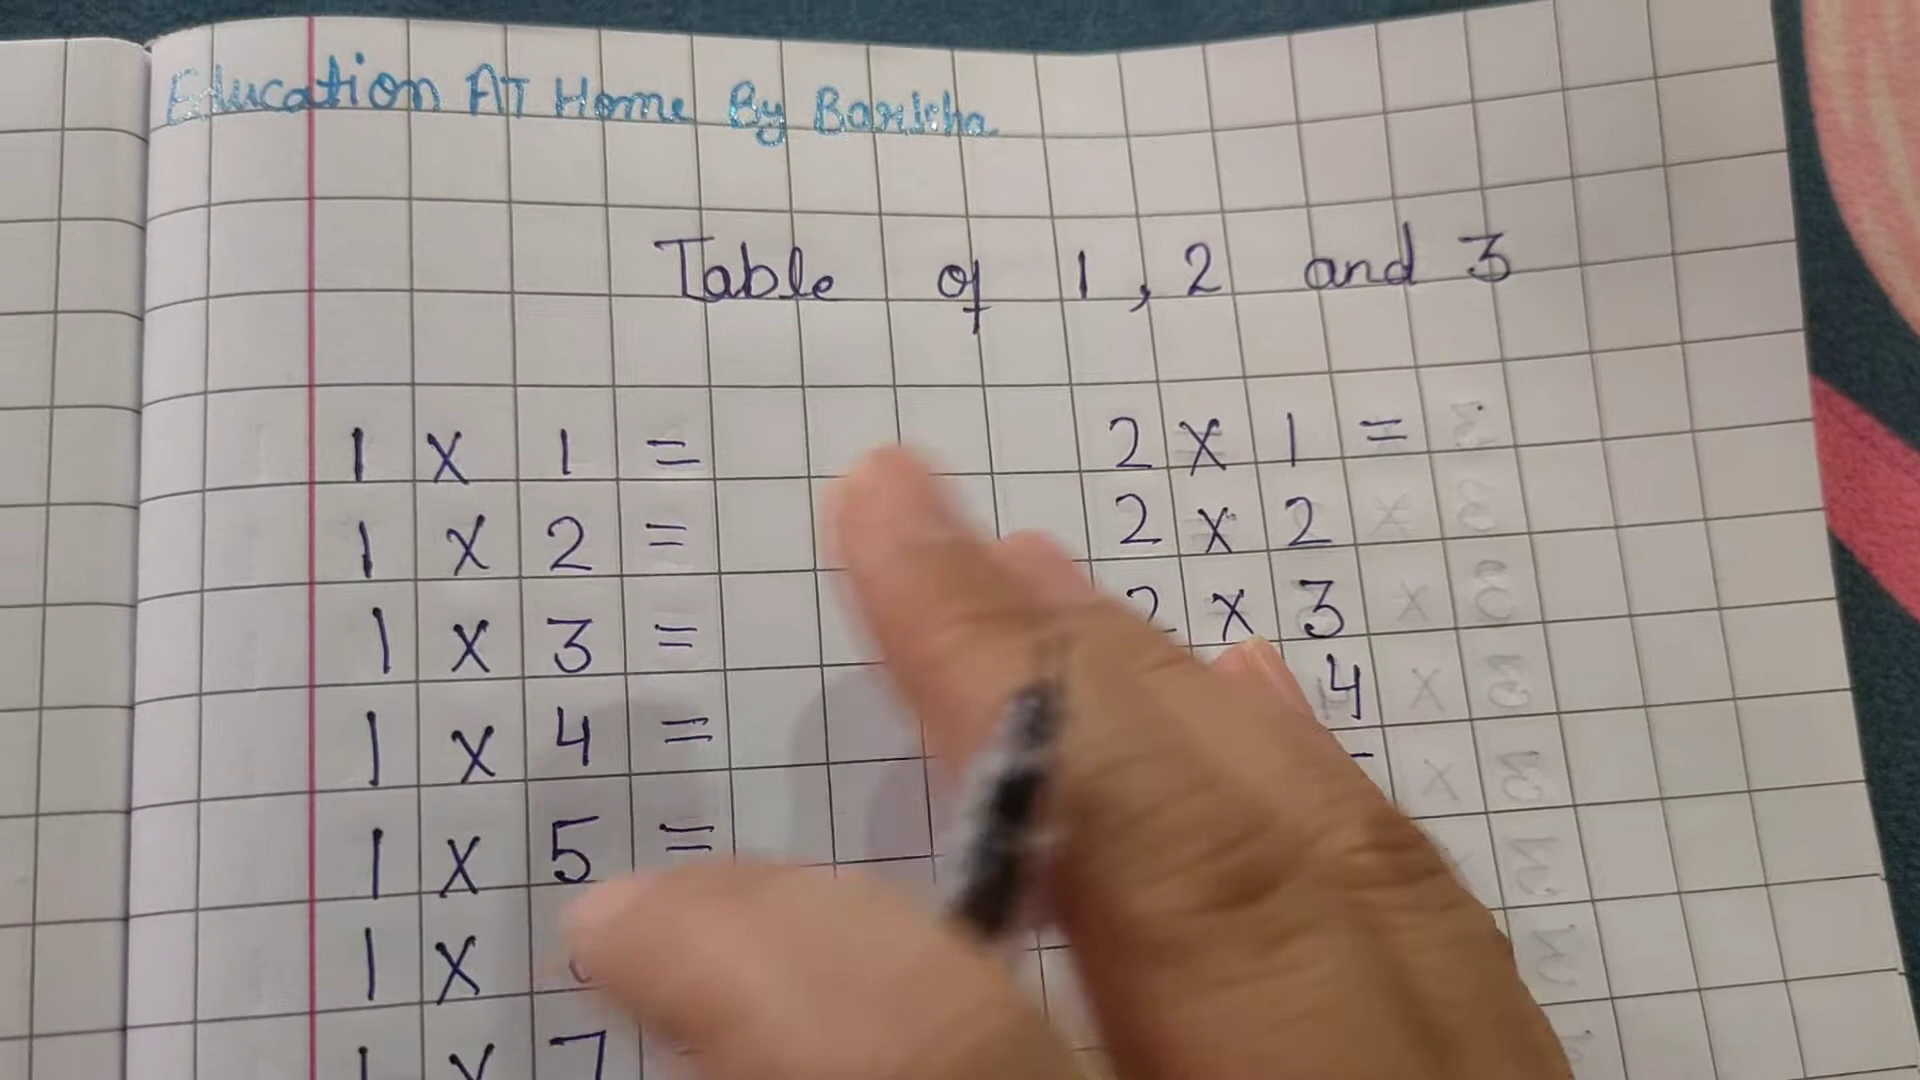 Education AT Home By Barkha
Table of 1, 2 and 3
1 x 1 = 2 x 1 =
1 x 2 = 2 x 2
1 x 3 = 2 x 3
1 x 4 = 4
1 x 5 =
1 x
1 x 7